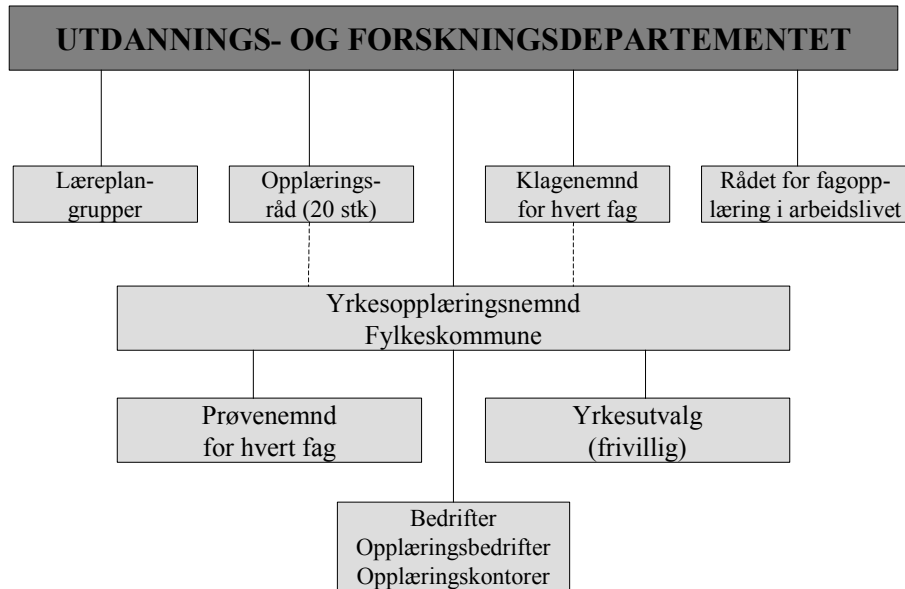 UTDANNINGS- OG FORSKNINGSDEPARTEMENTET
Læreplan-
grupper
Opplærings-
råd (20 stk)
Klagenemnd
for hvert fag
Rådet for fagopp-
læring i arbeidslivet
Yrkesopplæringsnemnd
Fylkeskommune
Prøvenemnd
for hvert fag
Yrkesutvalg
(frivillig)
Bedrifter
Opplæringsbedrifter
Opplæringskontorer